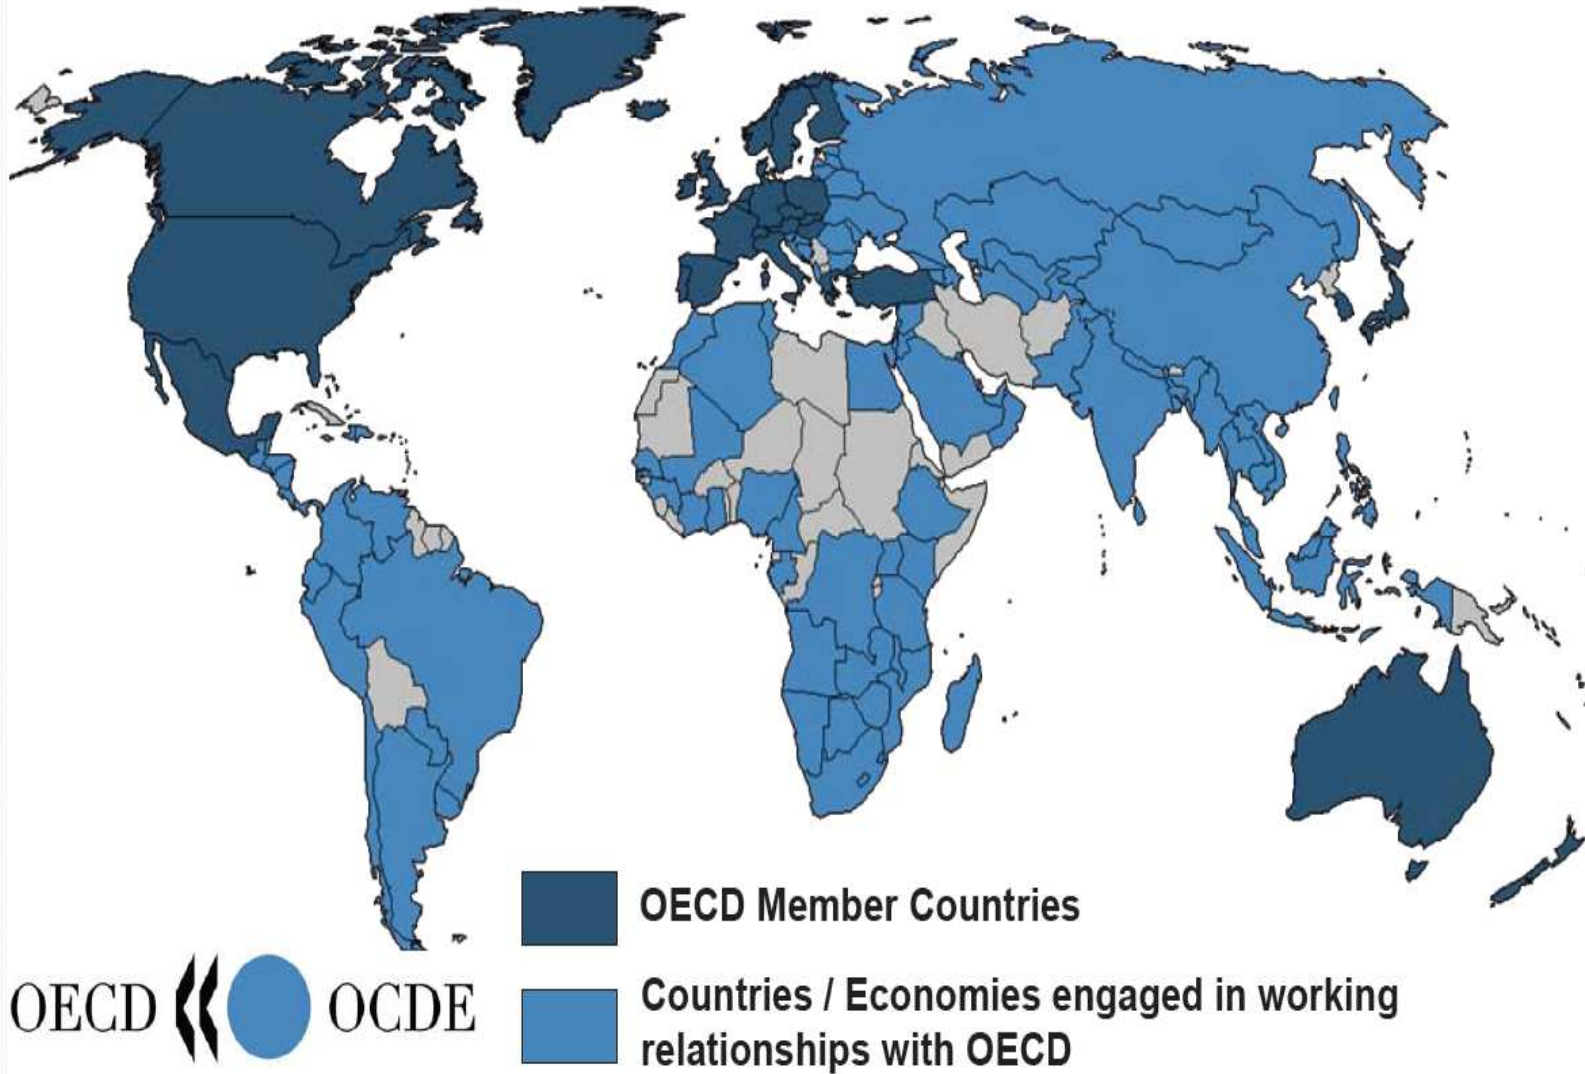 OECD Member Countries
OECD OCDE
Countries / Economies engaged in working
relationships with OECD